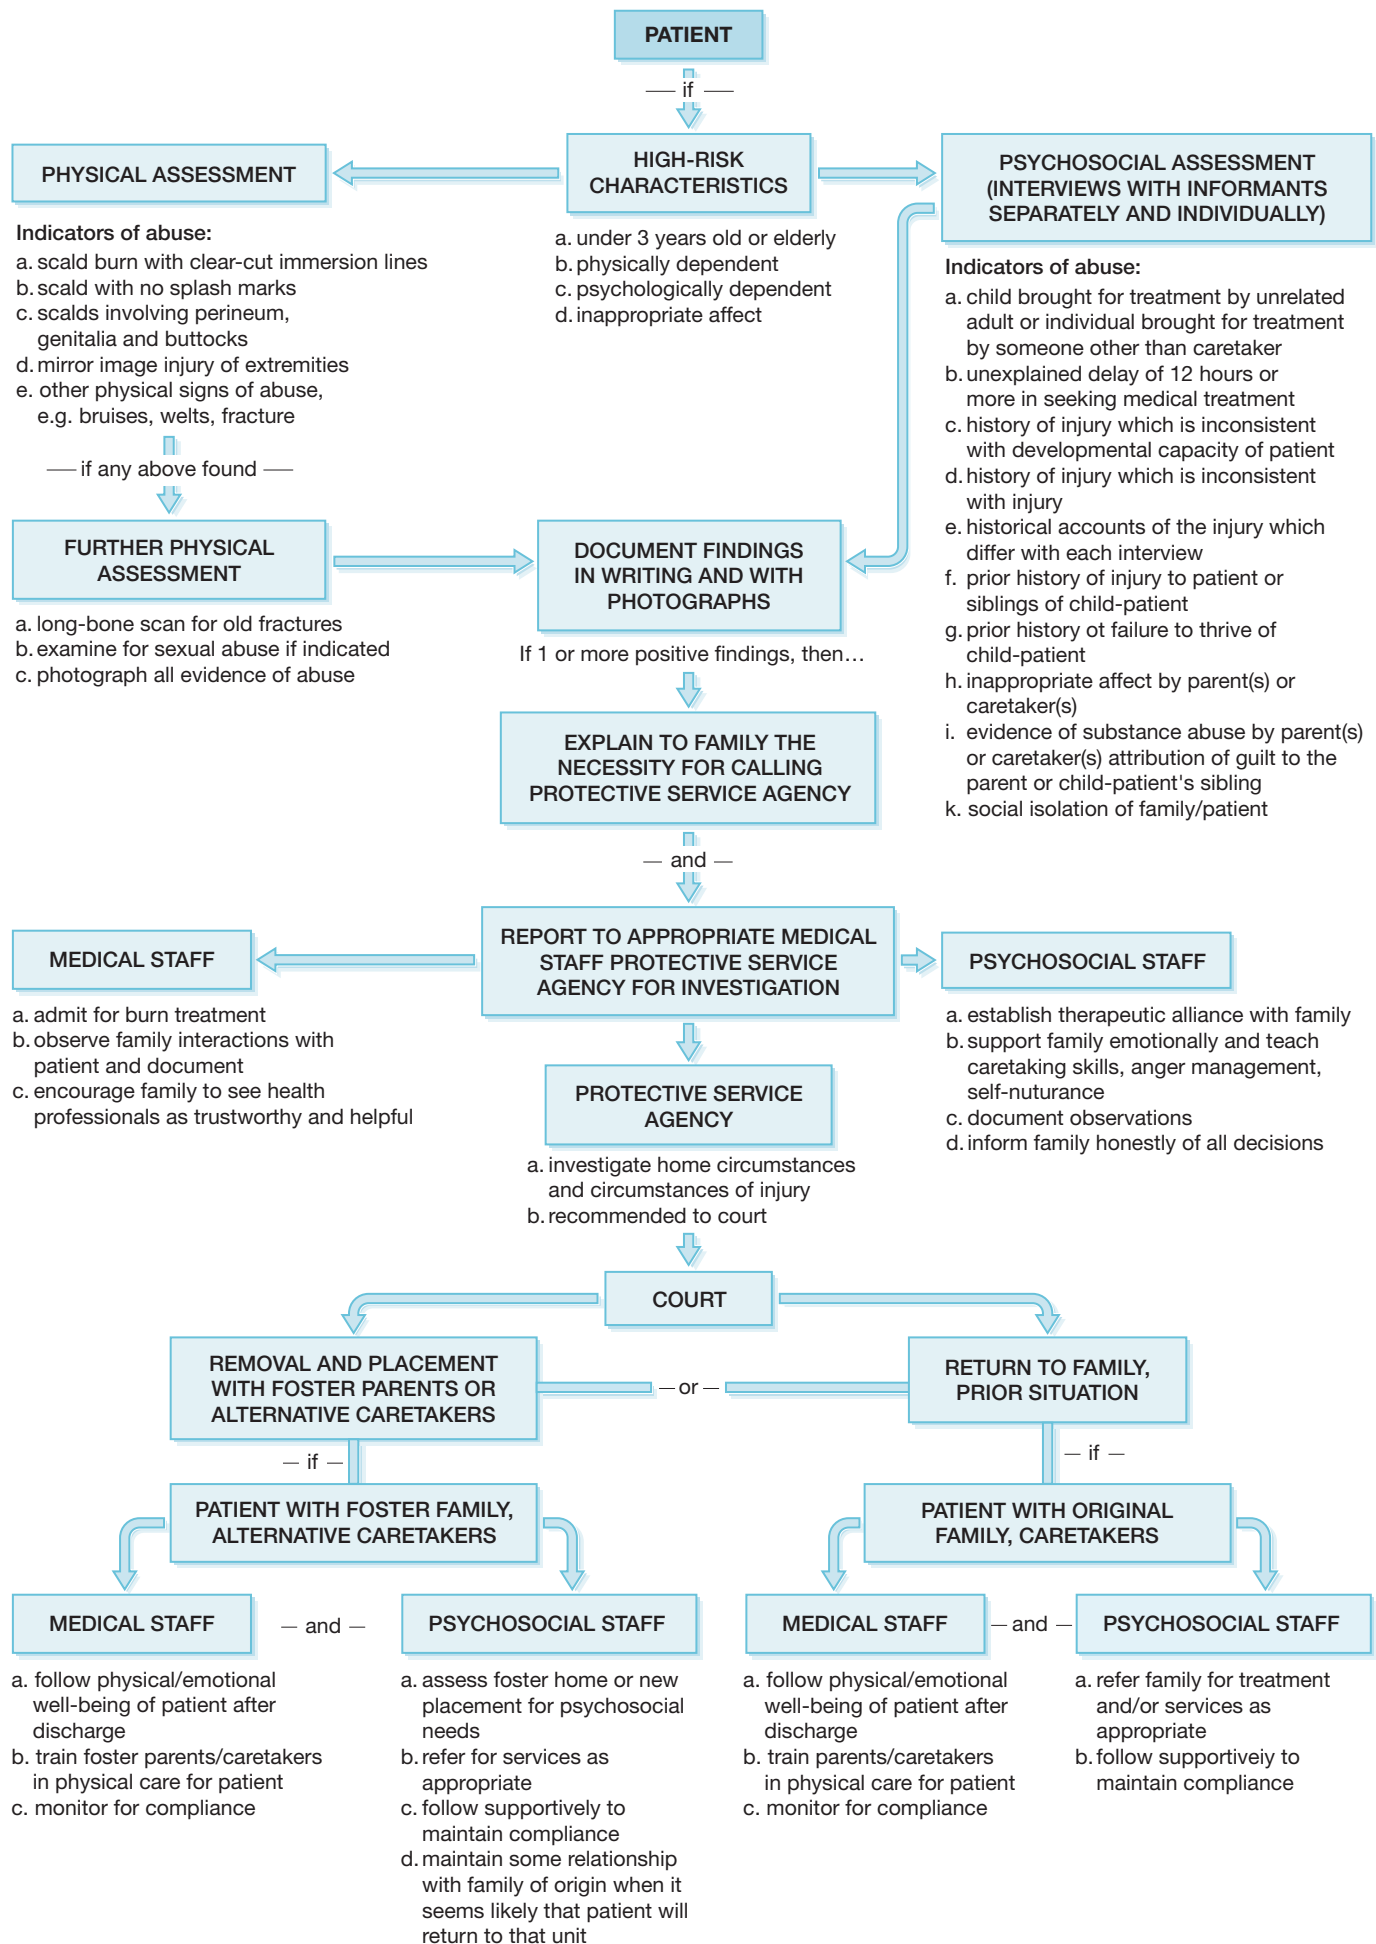 PATIENT
if
HIGH-RISK
CHARACTERISTICS
a. under 3 years old or elderly
b. physically dependent
c. psychologically dependent
d. inappropriate affect
PHYSICAL ASSESSMENT
Indicators of abuse:
a. scald burn with clear-cut immersion lines
b. scald with no splash marks
c. scalds involving perineum,
genitalia and buttocks
d. mirror image injury of extremities
e. other physical signs of abuse,
e.g. bruises, welts, fracture
if any above found
FURTHER PHYSICAL
ASSESSMENT
a. long-bone scan for old fractures
b. examine for sexual abuse if indicated
c. photograph all evidence of abuse
PSYCHOSOCIAL ASSESSMENT
(INTERVIEWS WITH INFORMANTS
SEPARATELY AND INDIVIDUALLY)
Indicators of abuse:
a. child brought for treatment by unrelated
adult or individual brought for treatment
by someone other than caretaker
b. unexplained delay of 12 hours or
more in seeking medical treatment
c. history of injury which is inconsistent
with developmental capacity of patient
d. history of injury which is inconsistent
with injury
e. historical accounts of the injury which
differ with each interview
f. prior history of injury to patient or
siblings of child-patient
g. prior history ot failure to thrive of
child-patient
h. inappropriate affect by parent(s) or
caretaker(s)
i. evidence of substance abuse by parent(s)
or caretaker(s) attribution of guilt to the
parent or child-patient's sibling
k. social isolation of family/patient
DOCUMENT FINDINGS
IN WRITING AND WITH
PHOTOGRAPHS
If 1 or more positive findings, then…
EXPLAIN TO FAMILY THE
NECESSITY FOR CALLING
PROTECTIVE SERVICE AGENCY
and
REPORT TO APPROPRIATE MEDICAL
STAFF PROTECTIVE SERVICE
AGENCY FOR INVESTIGATION
MEDICAL STAFF
a. admit for burn treatment
b. observe family interactions with
patient and document
c. encourage family to see health
professionals as trustworthy and helpful
PSYCHOSOCIAL STAFF
a. establish therapeutic alliance with family
b. support family emotionally and teach
caretaking skills, anger management,
self-nuturance
c. document observations
d. inform family honestly of all decisions
PROTECTIVE SERVICE
AGENCY
a. investigate home circumstances
and circumstances of injury
b. recommended to court
COURT
REMOVAL AND PLACEMENT
WITH FOSTER PARENTS OR
ALTERNATIVE CARETAKERS
or
RETURN TO FAMILY,
PRIOR SITUATION
if
PATIENT WITH FOSTER FAMILY,
ALTERNATIVE CARETAKERS
if
PATIENT WITH ORIGINAL
FAMILY, CARETAKERS
MEDICAL STAFF
a. follow physical/emotional
well-being of patient after
discharge
b. train foster parents/caretakers
in physical care for patient
c. monitor for compliance
and
PSYCHOSOCIAL STAFF
a. assess foster home or new
placement for psychosocial
needs
b. refer for services as
appropriate
c. follow supportively to
maintain compliance
d. maintain some relationship
with family of origin when it
seems likely that patient will
return to that unit
MEDICAL STAFF
a. follow physical/emotional
well-being of patient after
discharge
b. train parents/caretakers
in physical care for patient
c. monitor for compliance
and
PSYCHOSOCIAL STAFF
a. refer family for treatment
and/or services as
appropriate
b. follow supportiveiy to
maintain compliance